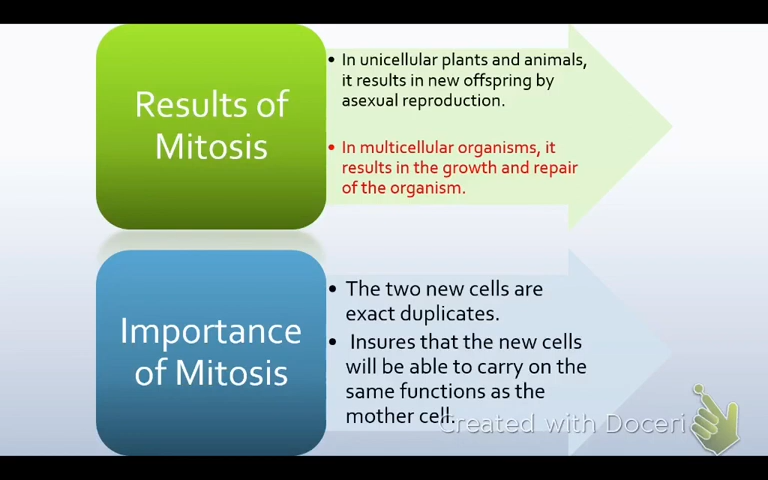 Results of
Mitosis
• In unicellular plants and animals,
it results in new offspring by
asexual reproduction.
• In multicellular organisms, it
results in the growth and repair
of the organism.
Importance
of Mitosis
• The two new cells are
exact duplicates.
• Insures that the new cells
will be able to carry on the
same functions as the
mother cell.
Created with Doceri